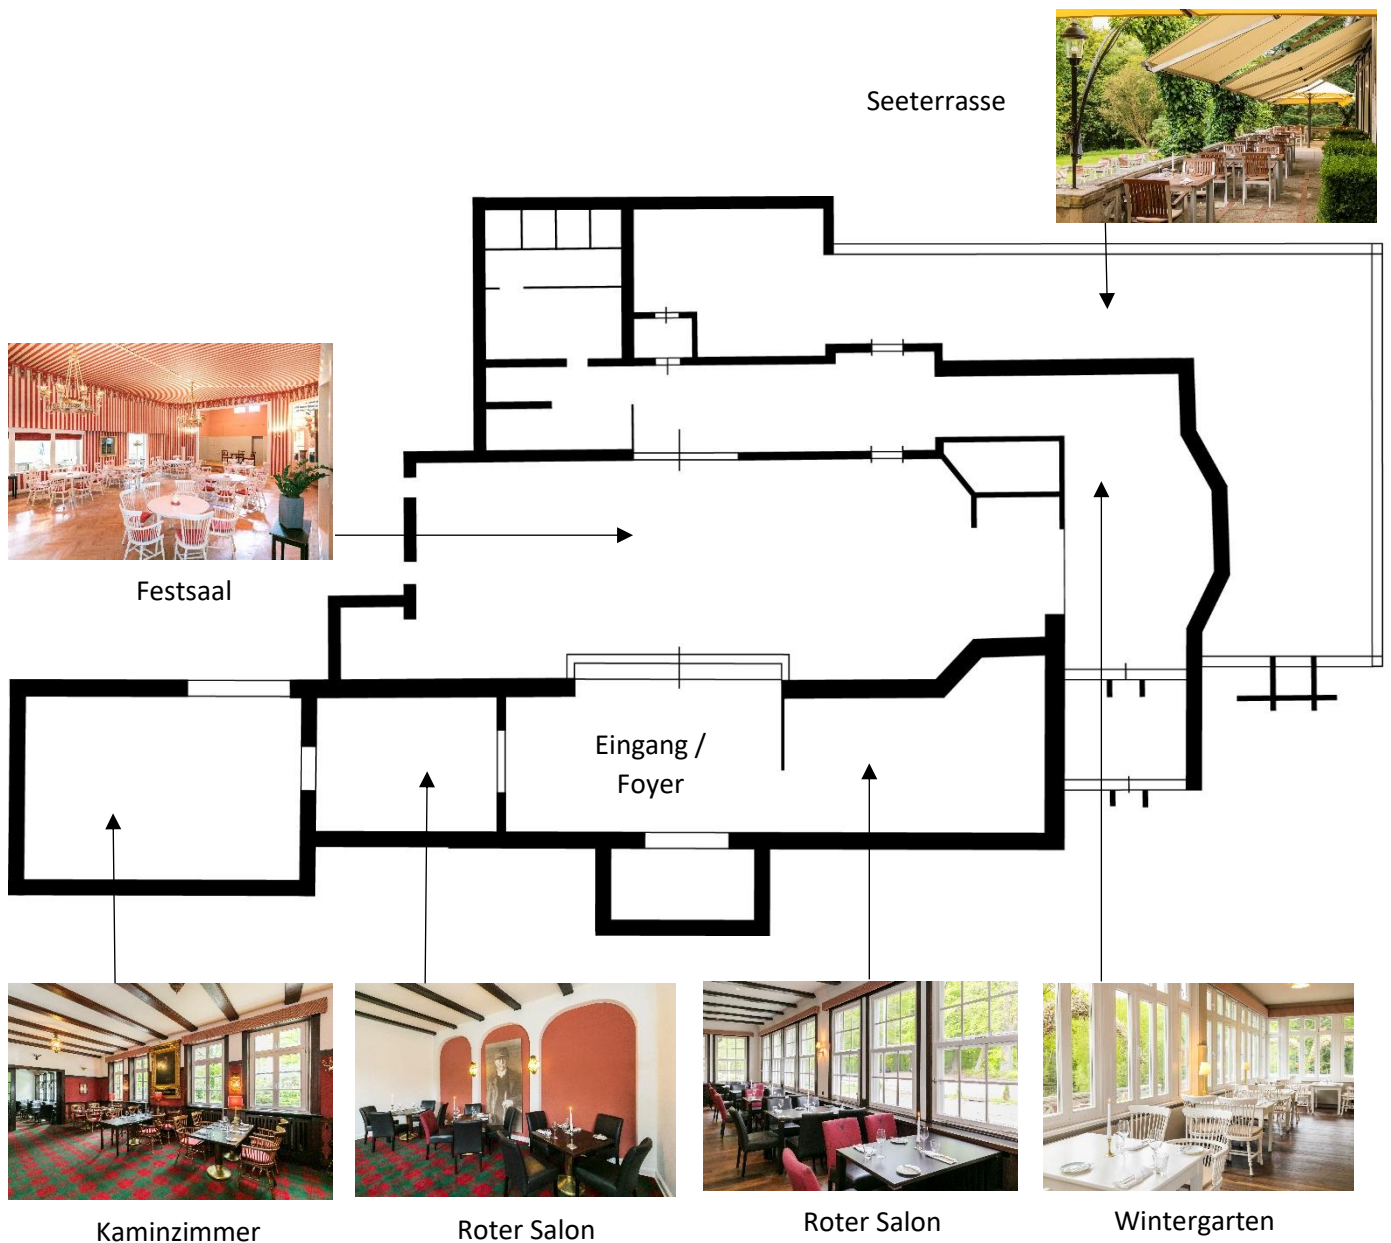 Seeterrasse
Festsaal
Eingang /
Foyer
Kaminzimmer
Roter Salon
Roter Salon
Wintergarten